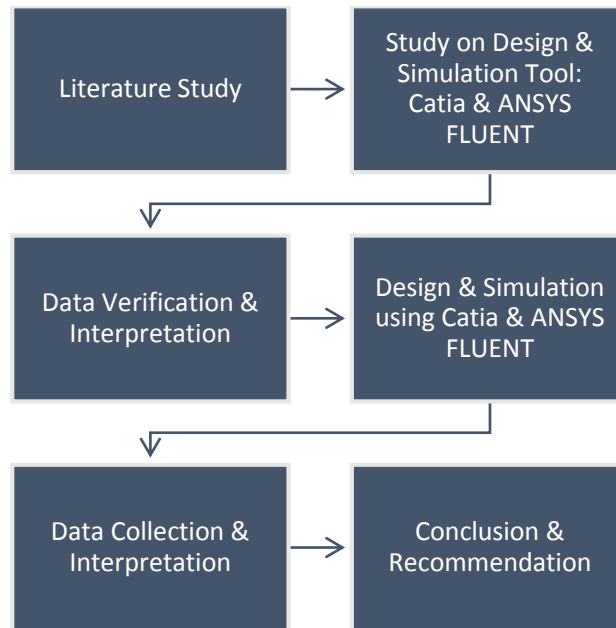 Literature Study
Study on Design &
Simulation Tool:
Catia & ANSYS
FLUENT
Data Verification &
Interpretation
Design & Simulation
using Catia & ANSYS
FLUENT
Data Collection &
Interpretation
Conclusion &
Recommendation